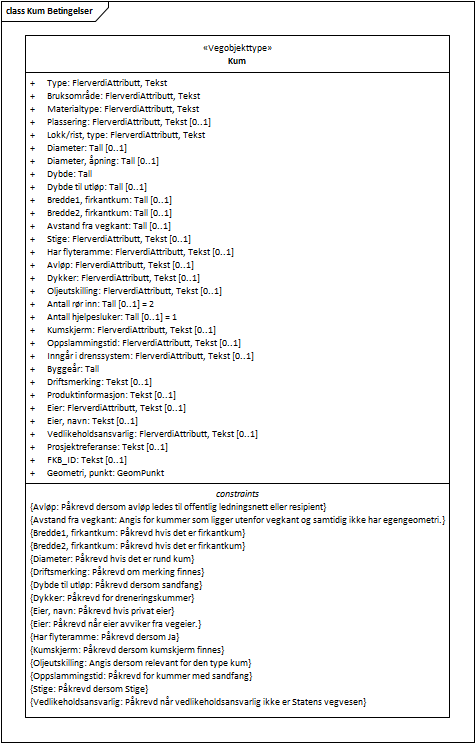 class Kum Betingelser
«Vegobjekttype»
Kum
+ Type: FlerverdiAttributt, Tekst
+ Bruksområde: FlerverdiAttributt, Tekst
+ Materialtype: FlerverdiAttributt, Tekst
+ Plassering: FlerverdiAttributt, Tekst [0..1]
+ Lokk/rist, type: FlerverdiAttributt, Tekst
+ Diameter: Tall [0..1]
+ Diameter, åpning: Tall [0..1]
+ Dybde: Tall
+ Dybde til utløp: Tall [0..1]
+ Bredde1, firkantkum: Tall [0..1]
+ Bredde2, firkantkum: Tall [0..1]
+ Avstand fra vegkant: Tall [0..1]
+ Stige: FlerverdiAttributt, Tekst [0..1]
+ Har flyteramme: FlerverdiAttributt, Tekst [0..1]
+ Avløp: FlerverdiAttributt, Tekst [0..1]
+ Dykker: FlerverdiAttributt, Tekst [0..1]
+ Oljeutskilling: FlerverdiAttributt, Tekst [0..1]
+ Antall rør inn: Tall [0..1] = 2
+ Antall hjelpesluker: Tall [0..1] = 1
+ Kumskjerm: FlerverdiAttributt, Tekst [0..1]
+ Oppslammingstid: FlerverdiAttributt, Tekst [0..1]
+ Inngår i drenssystem: FlerverdiAttributt, Tekst [0..1]
+ Byggeår: Tall
+ Driftsmerking: Tekst [0..1]
+ Produktinformasjon: Tekst [0..1]
+ Eier: FlerverdiAttributt, Tekst [0..1]
+ Eier, navn: Tekst [0..1]
+ Vedlikeholdsansvarlig: FlerverdiAttributt, Tekst [0..1]
+ Prosjektreferanse: Tekst [0..1]
+ FKB_ID: Tekst [0..1]
+ Geometri, punkt: GeomPunkt
constraints
{Avløp: Påkrevd dersom avløp ledes til offentlig ledningsnett eller resipient}
{Avstand fra vegkant: Angis for kummer som ligger utenfor vegkant og samtidig ikke har egengeometri.}
{Bredde1, firkantkum: Påkrevd hvis det er firkantkum}
{Bredde2, firkantkum: Påkrevd hvis det er firkantkum}
{Diameter: Påkrevd hvis det er rund kum}
{Driftsmerking: Påkrevd om merking finnes}
{Dybde til utløp: Påkrevd dersom sandfang}
{Dykker: Påkrevd for dreneringskummer}
{Eier, navn: Påkrevd hvis privat eier}
{Eier: Påkrevd når eier avviker fra vegeier.}
{Har flyteramme: Påkrevd dersom Ja}
{Kumskjerm: Påkrevd dersom kumskjerm finnes}
{Oljeutskilling: Angis dersom relevant for den type kum}
{Oppslammingstid: Påkrevd for kummer med sandfang}
{Stige: Påkrevd dersom Stige}
{Vedlikeholdsansvarlig: Påkrevd når vedlikeholdsansvarlig ikke er Statens vegvesen}